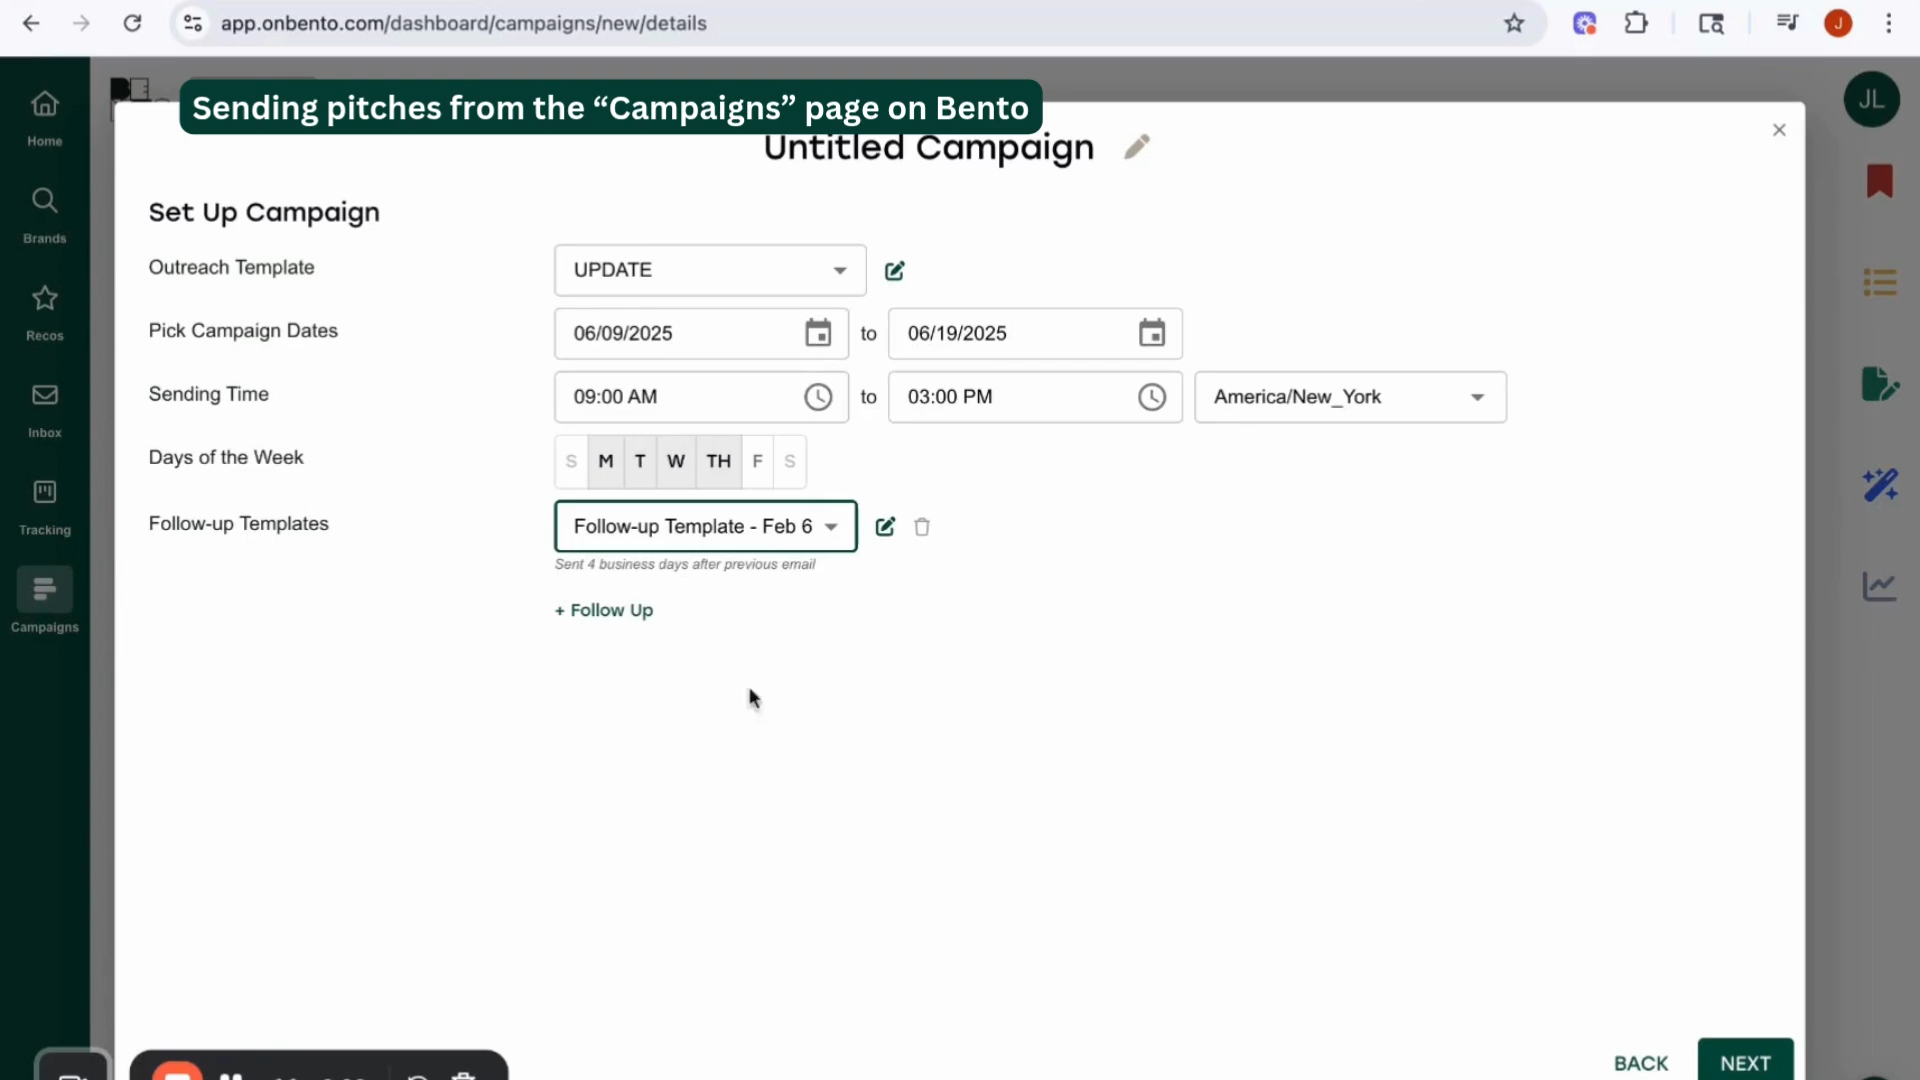 app.onbento.com/dashboard/campaigns/new/details
J
Sending pitches from the “Campaigns” page on Bento
JL
Untitled Campaign
Home
Brands
Recos
Inbox
Tracking
Campaigns
Set Up Campaign
Outreach Template
UPDATE
Pick Campaign Dates
06/09/2025 to 06/19/2025
Sending Time
09:00 AM to 03:00 PM America/New_York
Days of the Week
S M T W TH F S
Follow-up Templates
Follow-up Template - Feb 6
Sent 4 business days after previous email
+ Follow Up
BACK NEXT